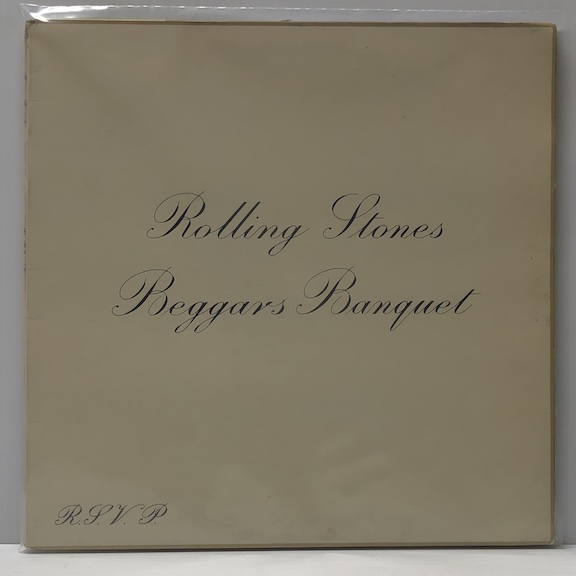 Rolling Stones
Beggars Banquet
R.S.V.P.